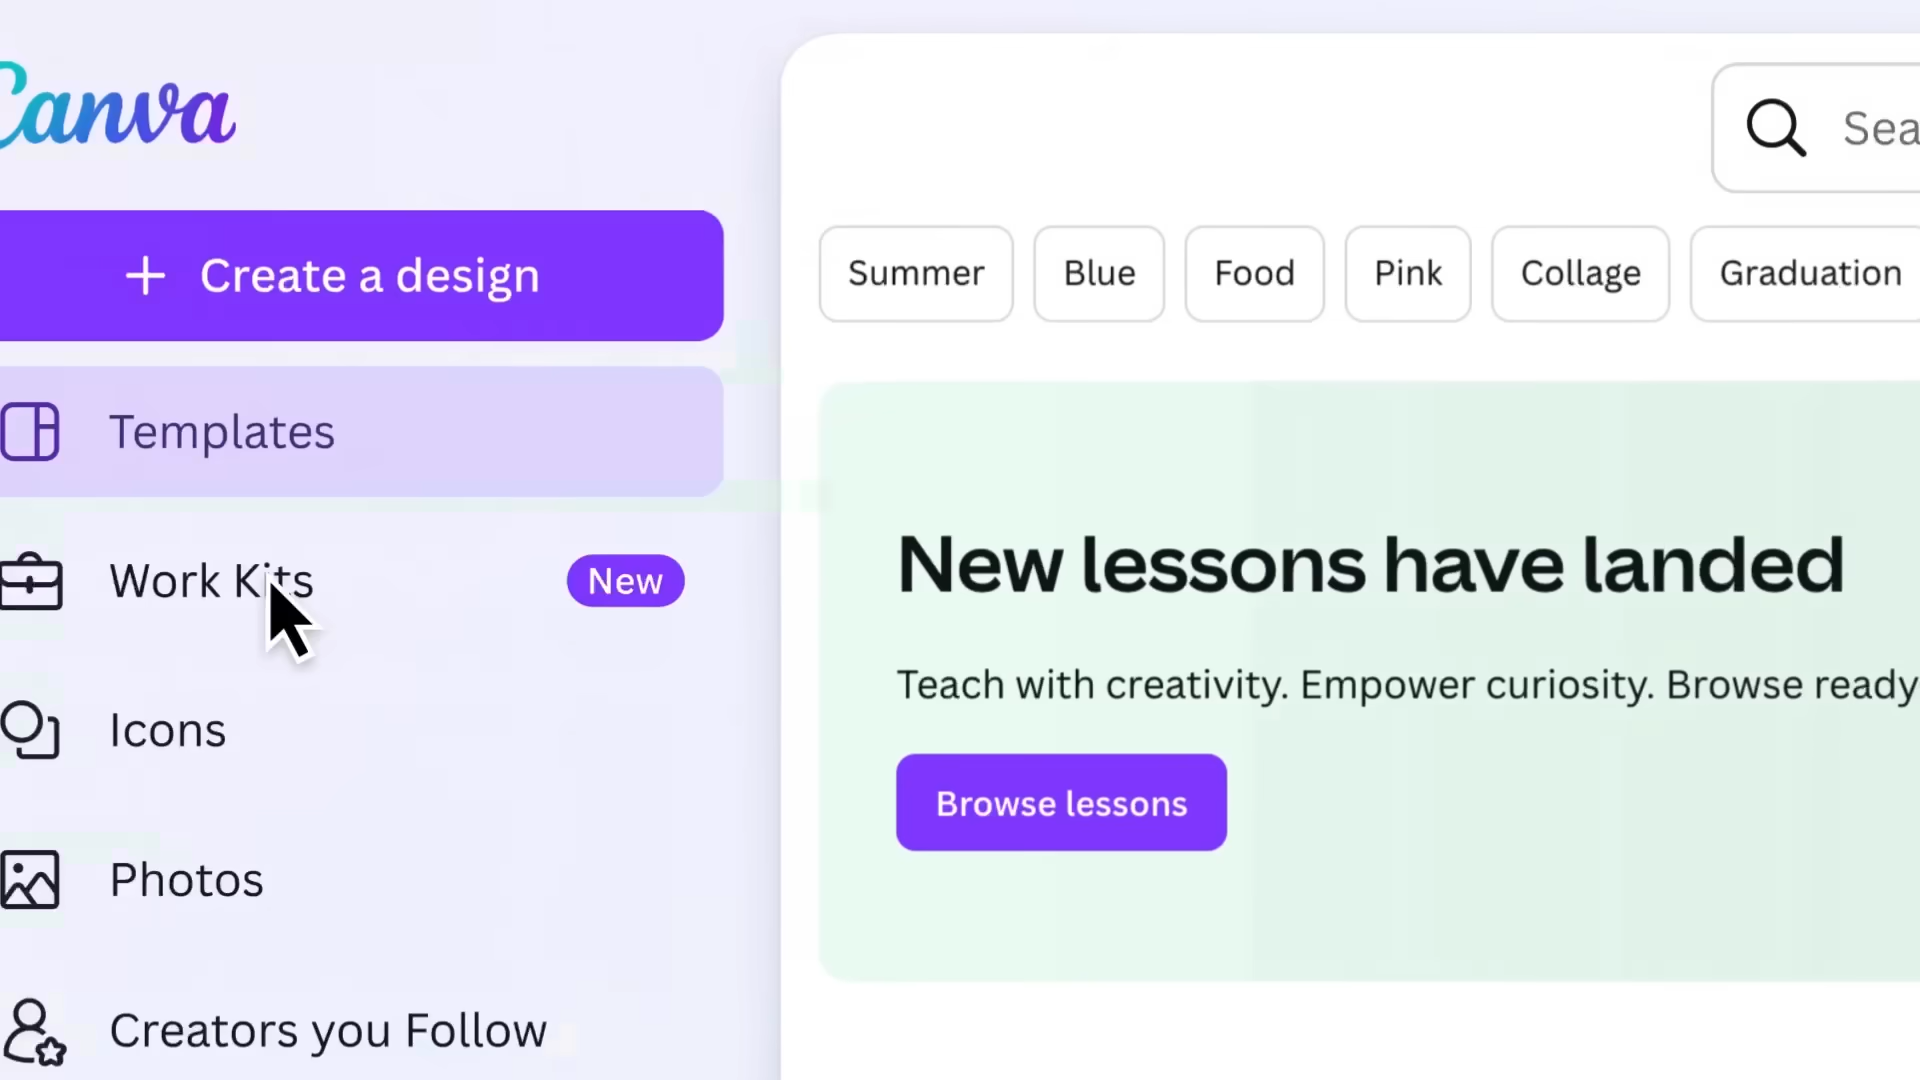 Canva
Create a design
Templates
Work Kits
New
Icons
Photos
Creators you Follow
Sea
Summer
Blue
Food
Pink
Collage
Graduation
New lessons have landed
Teach with creativity. Empower curiosity. Browse ready
Browse lessons